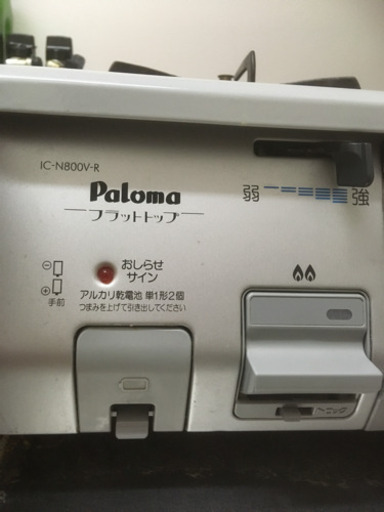 IC-N800V-R
Paloma
フラットトップ
弱 強
おしらせ
サイン
⊖
⊕
手前
アルカリ乾電池 単1形2個
つまみを上げて引き出してください